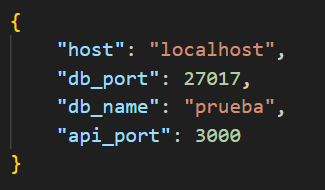 {
"host": "localhost",
"db_port": 27017,
"db_name": "prueba",
"api_port": 3000
}